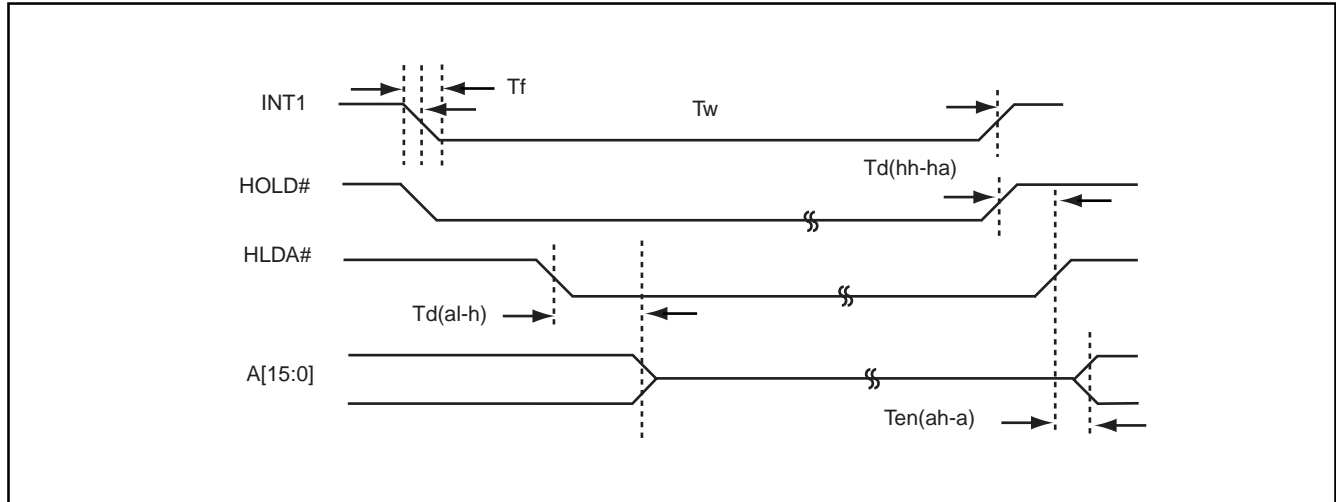 Tf
INT1
Tw
Td(hh-ha)
HOLD#
HLDA#
Td(al-h)
A[15:0]
Ten(ah-a)